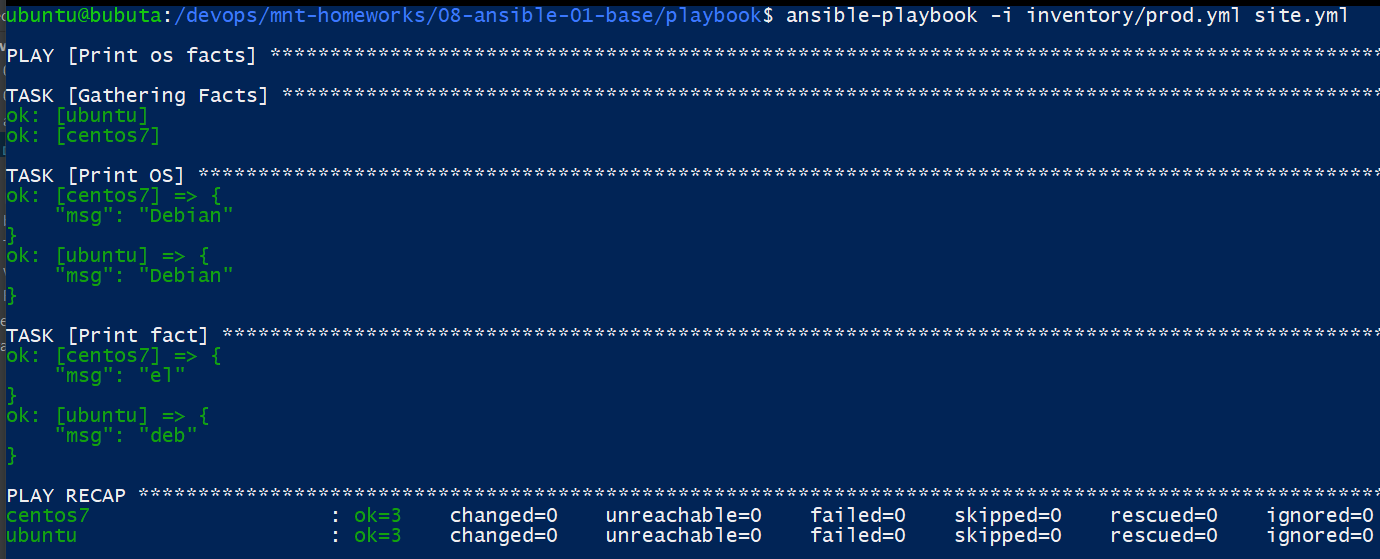 ubuntu@bubuta:/devops/mnt-homeworks/08-ansible-01-base/playbook$ ansible-playbook -i inventory/prod.yml site.yml
PLAY [Print os facts] *********************************************************************************************
TASK [Gathering Facts] ********************************************************************************************
ok: [ubuntu]
ok: [centos7]
TASK [Print OS] ***************************************************************************************************
ok: [centos7] => {
    "msg": "Debian"
}
ok: [ubuntu] => {
    "msg": "Debian"
}
TASK [Print fact] *************************************************************************************************
ok: [centos7] => {
    "msg": "el"
}
ok: [ubuntu] => {
    "msg": "deb"
}
PLAY RECAP ********************************************************************************************************
centos7                    : ok=3    changed=0    unreachable=0    failed=0    skipped=0    rescued=0    ignored=0
ubuntu                     : ok=3    changed=0    unreachable=0    failed=0    skipped=0    rescued=0    ignored=0